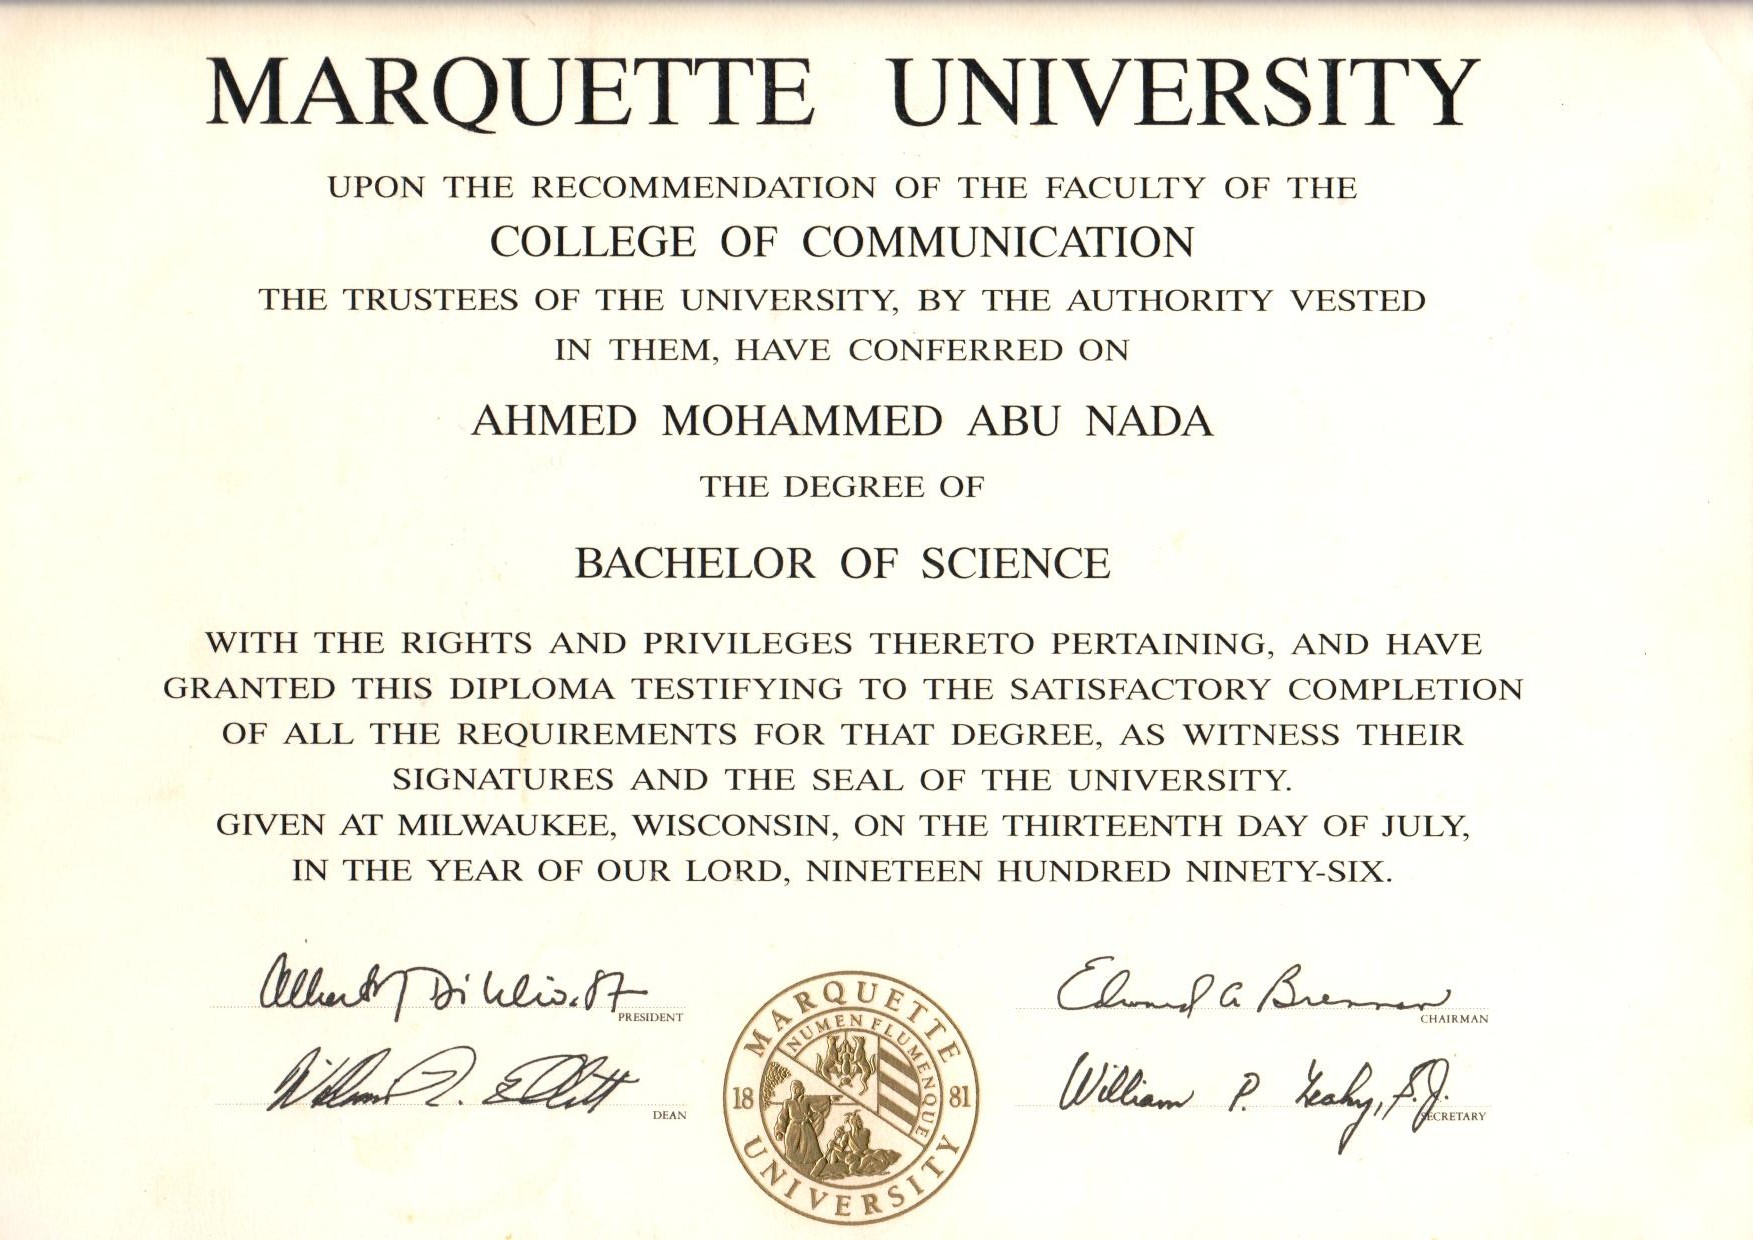 MARQUETTE UNIVERSITY
UPON THE RECOMMENDATION OF THE FACULTY OF THE
COLLEGE OF COMMUNICATION
THE TRUSTEES OF THE UNIVERSITY, BY THE AUTHORITY VESTED
IN THEM, HAVE CONFERRED ON
AHMED MOHAMMED ABU NADA
THE DEGREE OF
BACHELOR OF SCIENCE
WITH THE RIGHTS AND PRIVILEGES THERETO PERTAINING, AND HAVE
GRANTED THIS DIPLOMA TESTIFYING TO THE SATISFACTORY COMPLETION
OF ALL THE REQUIREMENTS FOR THAT DEGREE, AS WITNESS THEIR
SIGNATURES AND THE SEAL OF THE UNIVERSITY.
GIVEN AT MILWAUKEE, WISCONSIN, ON THE THIRTEENTH DAY OF JULY,
IN THE YEAR OF OUR LORD, NINETEEN HUNDRED NINETY-SIX.
Albert J. DiUlio, SJ
PRESIDENT
Edward A Brennan
CHAIRMAN
William R. Elliott
DEAN
William P. Leahy, S.J.
SECRETARY
MARQUETTE UNIVERSITY
NUMEN FLUMENQUE
18 81